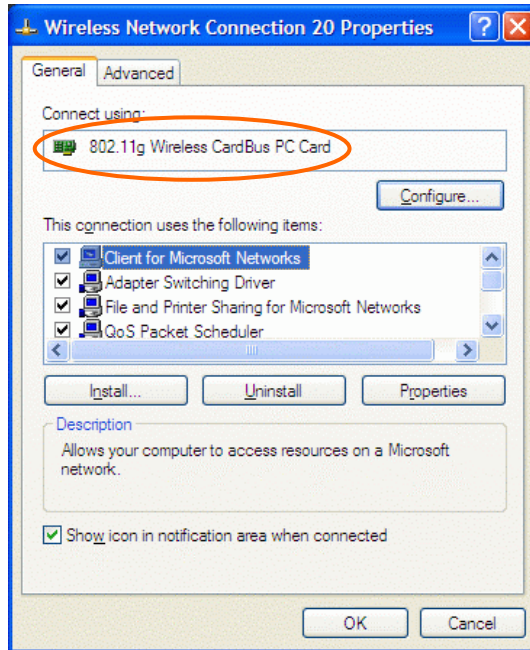 Wireless Network Connection 20 Properties
General
Advanced
Connect using:
802.11g Wireless CardBus PC Card
Configure...
This connection uses the following items:
Client for Microsoft Networks
Adapter Switching Driver
File and Printer Sharing for Microsoft Networks
QoS Packet Scheduler
Install...
Uninstall
Properties
Description
Allows your computer to access resources on a Microsoft
network.
Show icon in notification area when connected
OK
Cancel